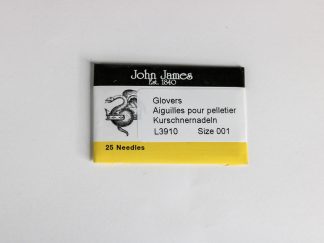 John James
Est. 1840
Glovers
Aiguilles pour pelletier
Kurschnernadeln
L3910 Size 001
25 Needles